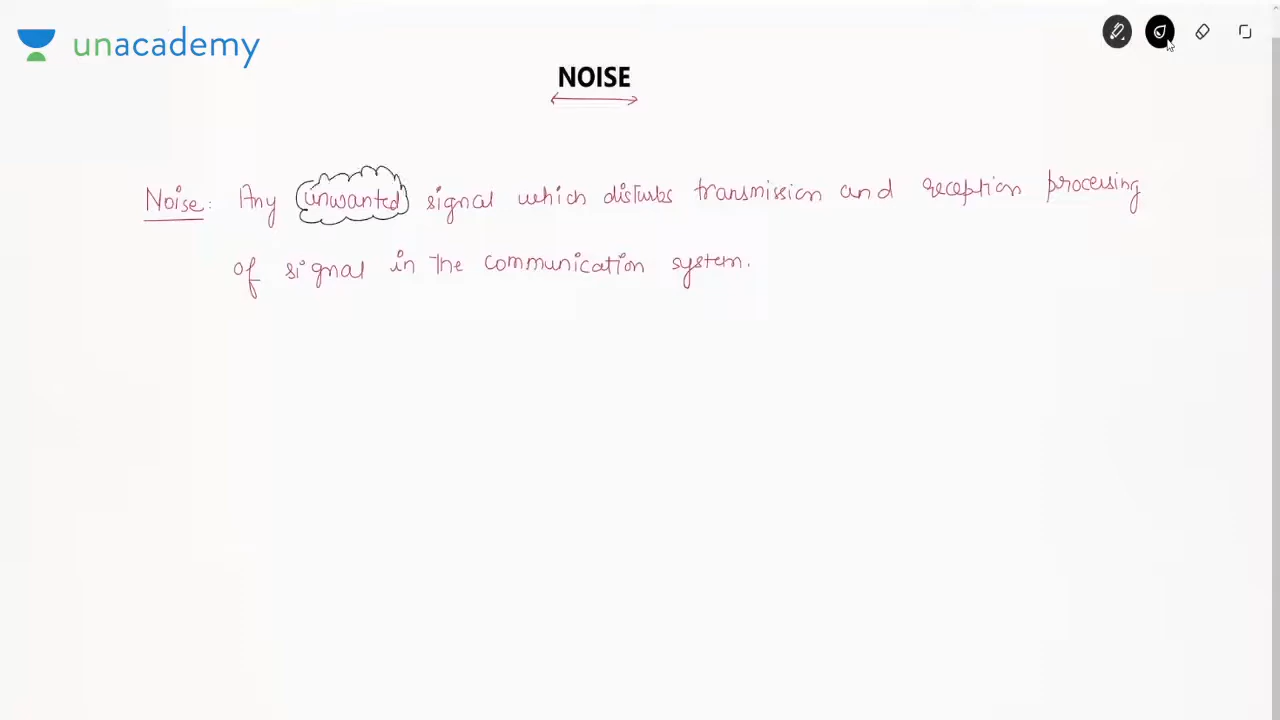 unacademy
NOISE
Noise: Any unwanted signal which disturbs transmission and reception processing
of signal in the communication system.